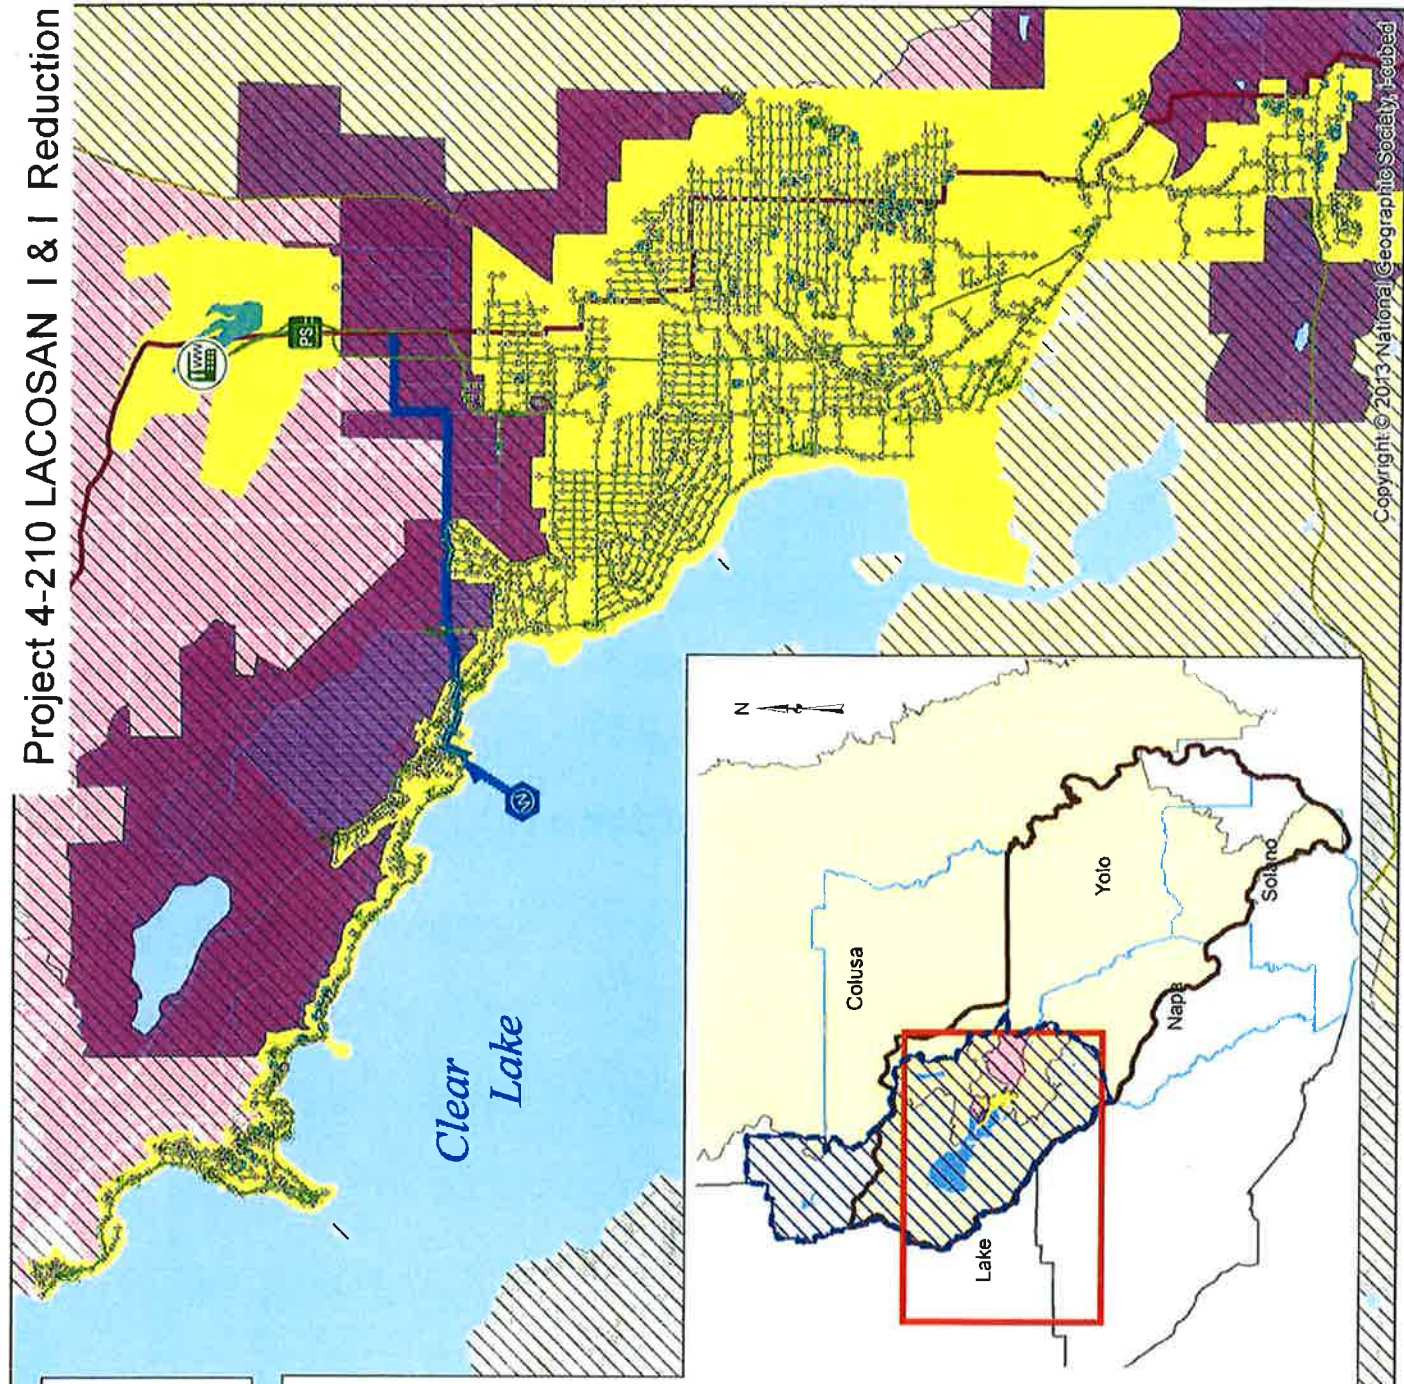 Project 4-210 LACOSAN I & I Reduction
WW
PS
W
Clear
Lake
N
Colusa
Yolo
Solano
Napa
Lake
Copyright:© 2013 National Geographic Society, i-cubed